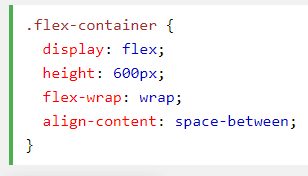 .flex-container {
  display: flex;
  height: 600px;
  flex-wrap: wrap;
  align-content: space-between;
}